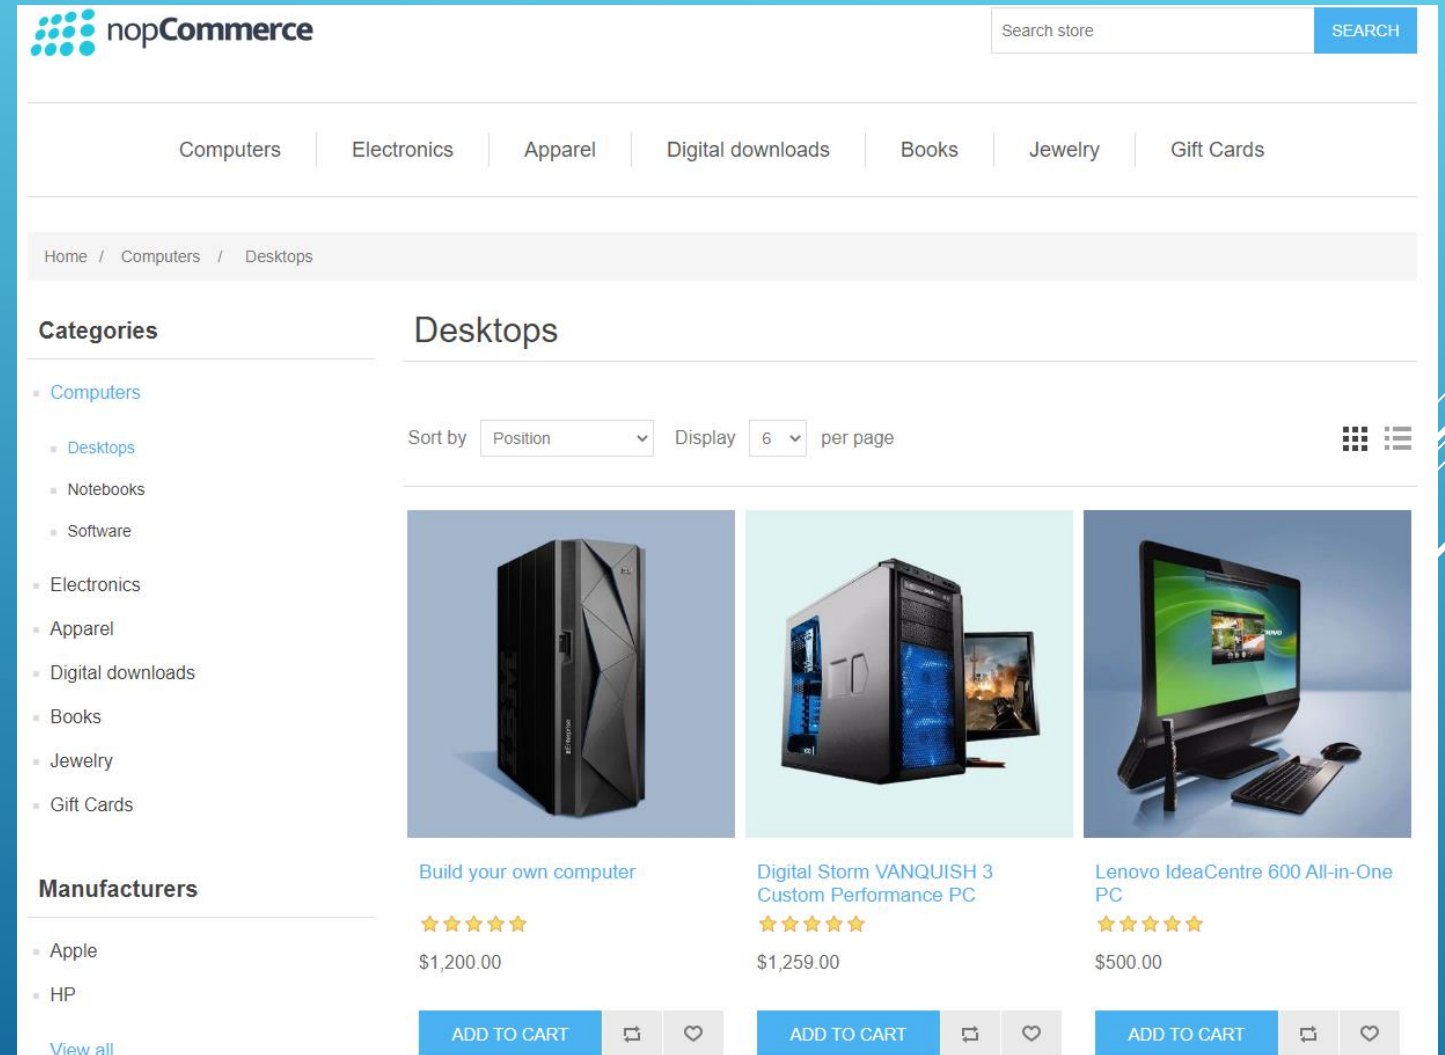 nopCommerce
Search store
SEARCH
Computers
Electronics
Apparel
Digital downloads
Books
Jewelry
Gift Cards
Home / Computers / Desktops
Categories
Computers
Desktops
Notebooks
Software
Electronics
Apparel
Digital downloads
Books
Jewelry
Gift Cards
Manufacturers
Apple
HP
View all
Desktops
Sort by Position Display 6 per page
IBM
zEnterprise
Build your own computer
$1,200.00
ADD TO CART
Digital Storm VANQUISH 3
Custom Performance PC
$1,259.00
ADD TO CART
lenovo
Lenovo IdeaCentre 600 All-in-One
PC
$500.00
ADD TO CART